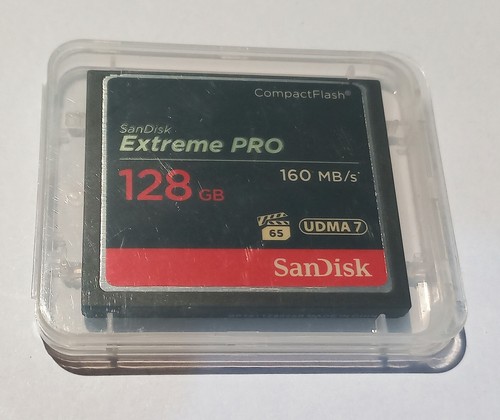 CompactFlash®
SanDisk
Extreme PRO
128 GB
160 MB/s*
65
UDMA 7
SanDisk